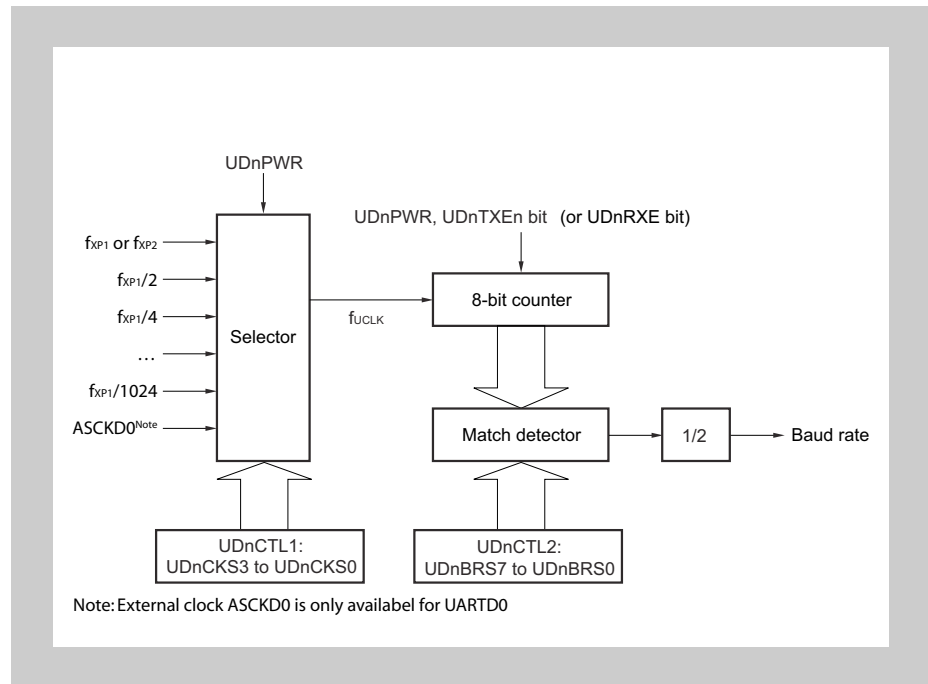 UDnPWR
UDnPWR, UDnTXEn bit (or UDnRXE bit)
fXP1 or fXP2
fXP1/2
fXP1/4
...
fXP1/1024
ASCKD0Note
Selector
fUCLK
8-bit counter
Match detector
1/2
Baud rate
UDnCTL1:
UDnCKS3 to UDnCKS0
UDnCTL2:
UDnBRS7 to UDnBRS0
Note: External clock ASCKD0 is only availabel for UARTD0